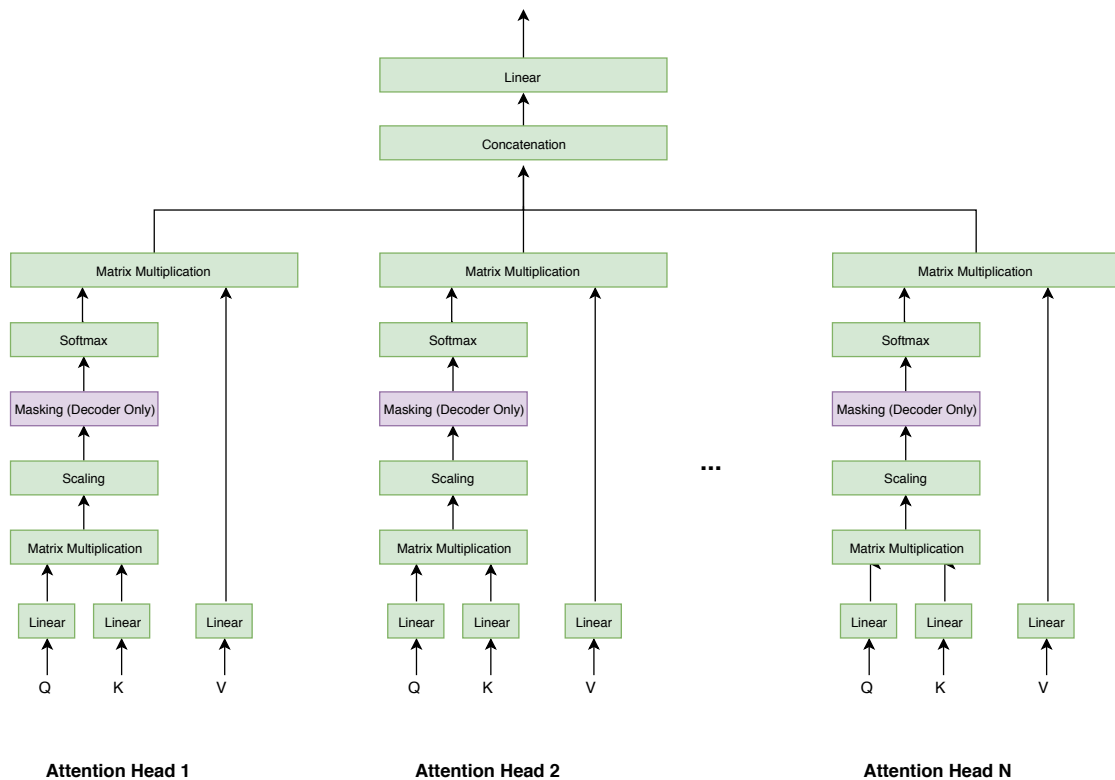 Linear
Concatenation
Matrix Multiplication Matrix Multiplication Matrix Multiplication
Softmax Softmax Softmax
Masking (Decoder Only) Masking (Decoder Only) Masking (Decoder Only)
...
Scaling Scaling Scaling
Matrix Multiplication Matrix Multiplication Matrix Multiplication
Linear Linear Linear Linear Linear Linear Linear Linear Linear
Q K V Q K V Q K V
Attention Head 1 Attention Head 2 Attention Head N